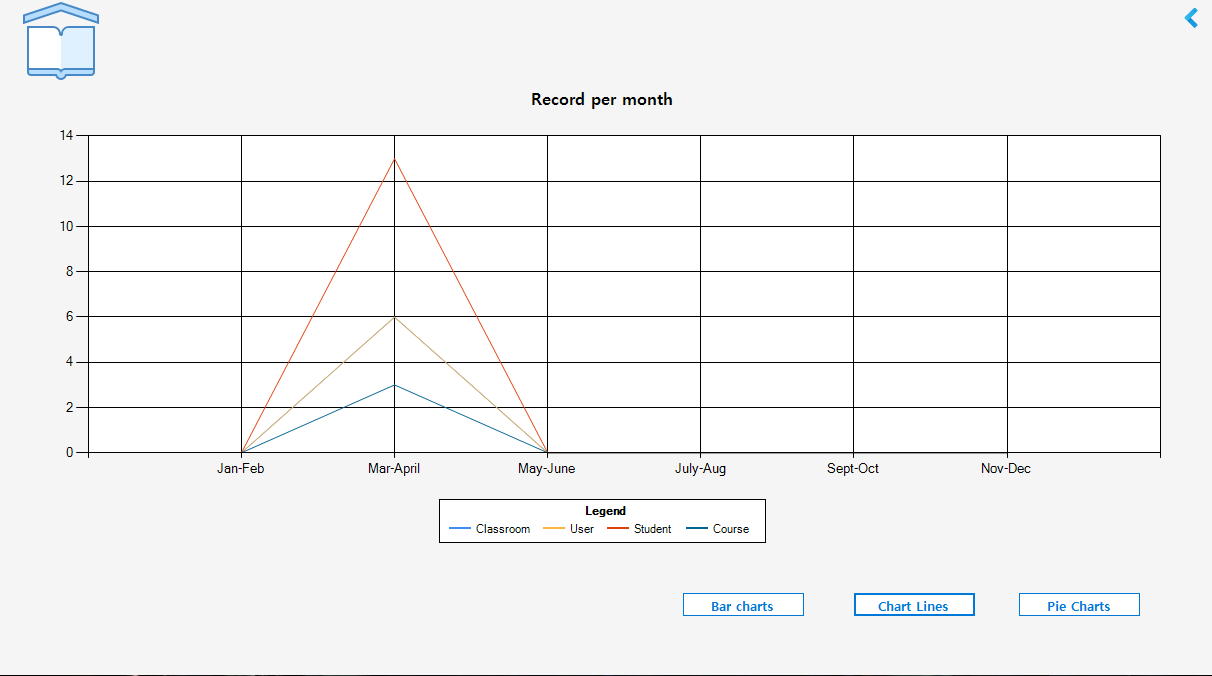 Record per month
14
12
10
8
6
4
2
0
Jan-Feb Mar-April May-June July-Aug Sept-Oct Nov-Dec
Legend
Classroom User Student Course
Bar charts Chart Lines Pie Charts